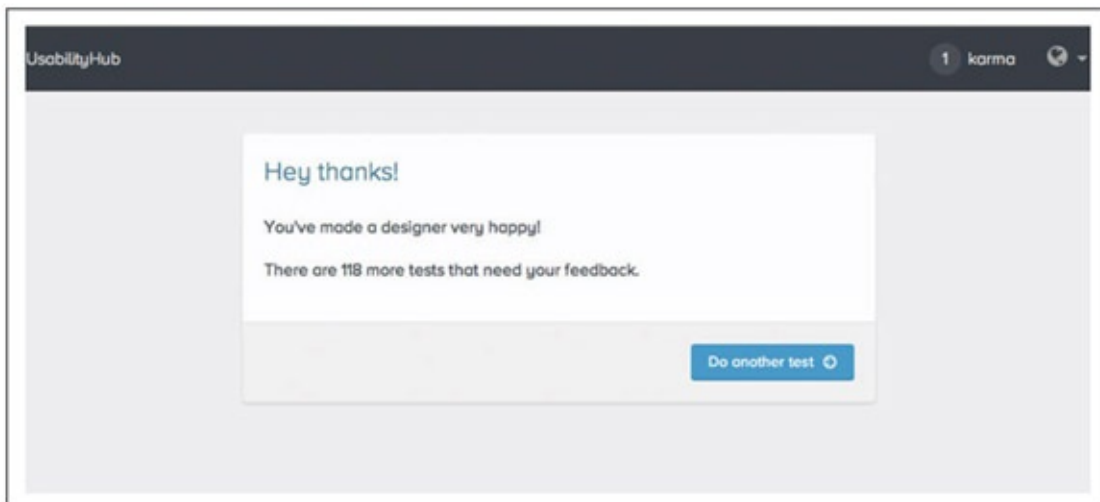 UsabilityHub
1 karma
Hey thanks!
You've made a designer very happy!
There are 118 more tests that need your feedback.
Do another test